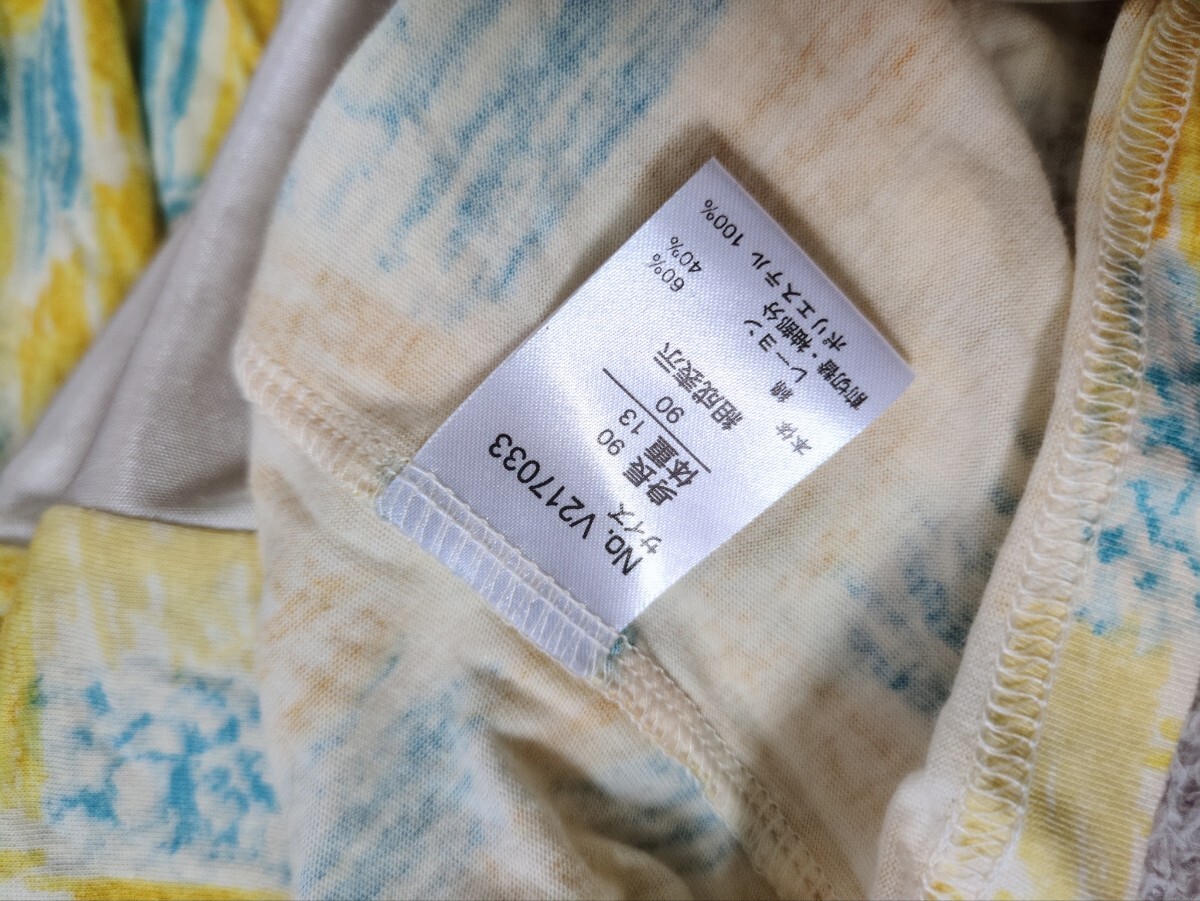 No. V217033
サイズ 90
身長 90
体重 13
組成表示
本体 綿 60%
レーヨン 40%
前切替・袖部分
ポリエステル 100%